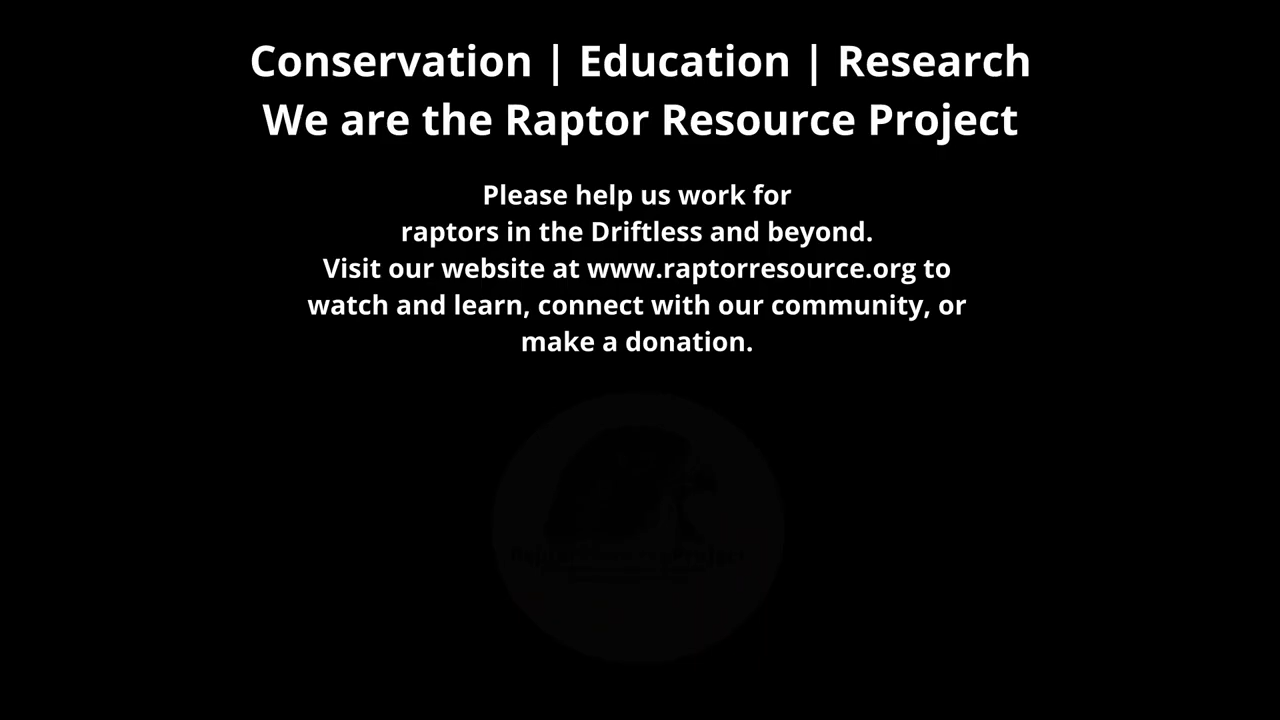 Conservation | Education | Research
We are the Raptor Resource Project
Please help us work for
raptors in the Driftless and beyond.
Visit our website at www.raptorresource.org to
watch and learn, connect with our community, or
make a donation.